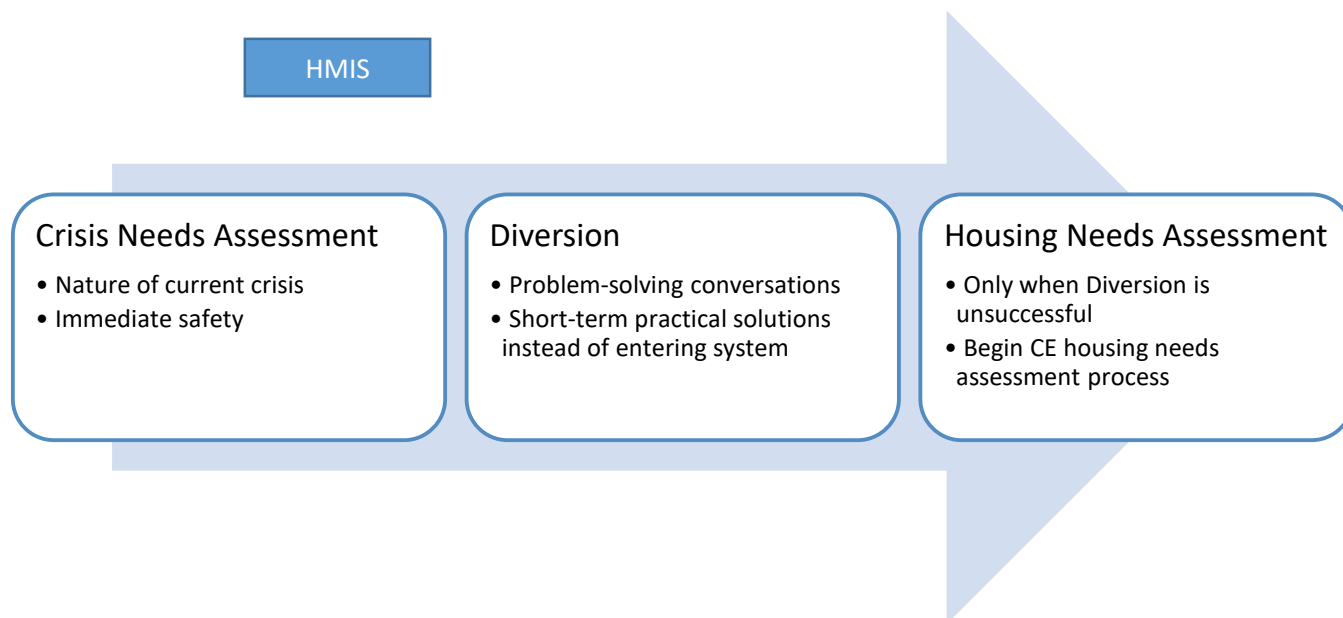 HMIS
Crisis Needs Assessment
• Nature of current crisis
• Immediate safety
Diversion
• Problem-solving conversations
• Short-term practical solutions
instead of entering system
Housing Needs Assessment
• Only when Diversion is
unsuccessful
• Begin CE housing needs
assessment process